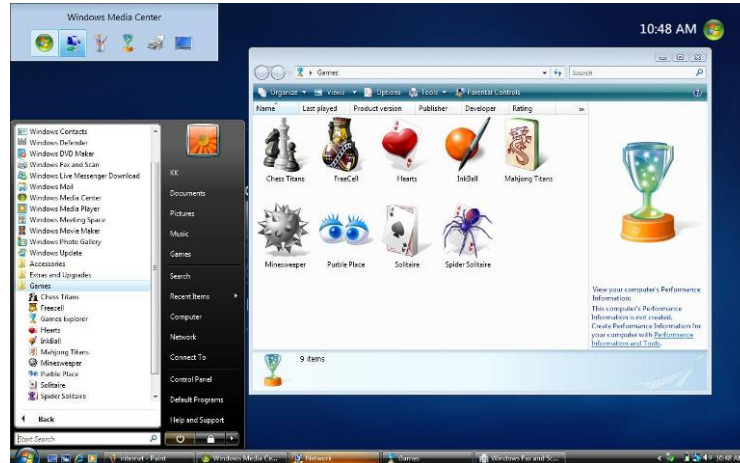 Windows Media Center
10:48 AM
Games
Search
Organize
Views
Options
Tools
Parental Controls
Name
Last played
Product version
Publisher
Developer
Rating
Chess Titans
FreeCell
Hearts
InkBall
Mahjong Titans
Minesweeper
Purble Place
Solitaire
Spider Solitaire
View your computer's Performance
Information:
This computer's Performance
Information is not created.
Create Performance Information for
your computer with Performance
Information and Tools.
9 items
Windows Contacts
Windows Defender
Windows DVD Maker
Windows Fax and Scan
Windows Live Messenger Download
Windows Mail
Windows Media Center
Windows Media Player
Windows Meeting Space
Windows Movie Maker
Windows Photo Gallery
Windows Update
Accessories
Extras and Upgrades
Games
Chess Titans
Freecell
Games Explorer
Hearts
InkBall
Mahjong Titans
Minesweeper
Purble Place
Solitaire
Spider Solitaire
Back
Start Search
KK
Documents
Pictures
Music
Games
Search
Recent Items
Computer
Network
Connect To
Control Panel
Default Programs
Help and Support
internet - Paint
Windows Media Ce...
Network
Games
Windows Fax and Sc...
10:48 AM